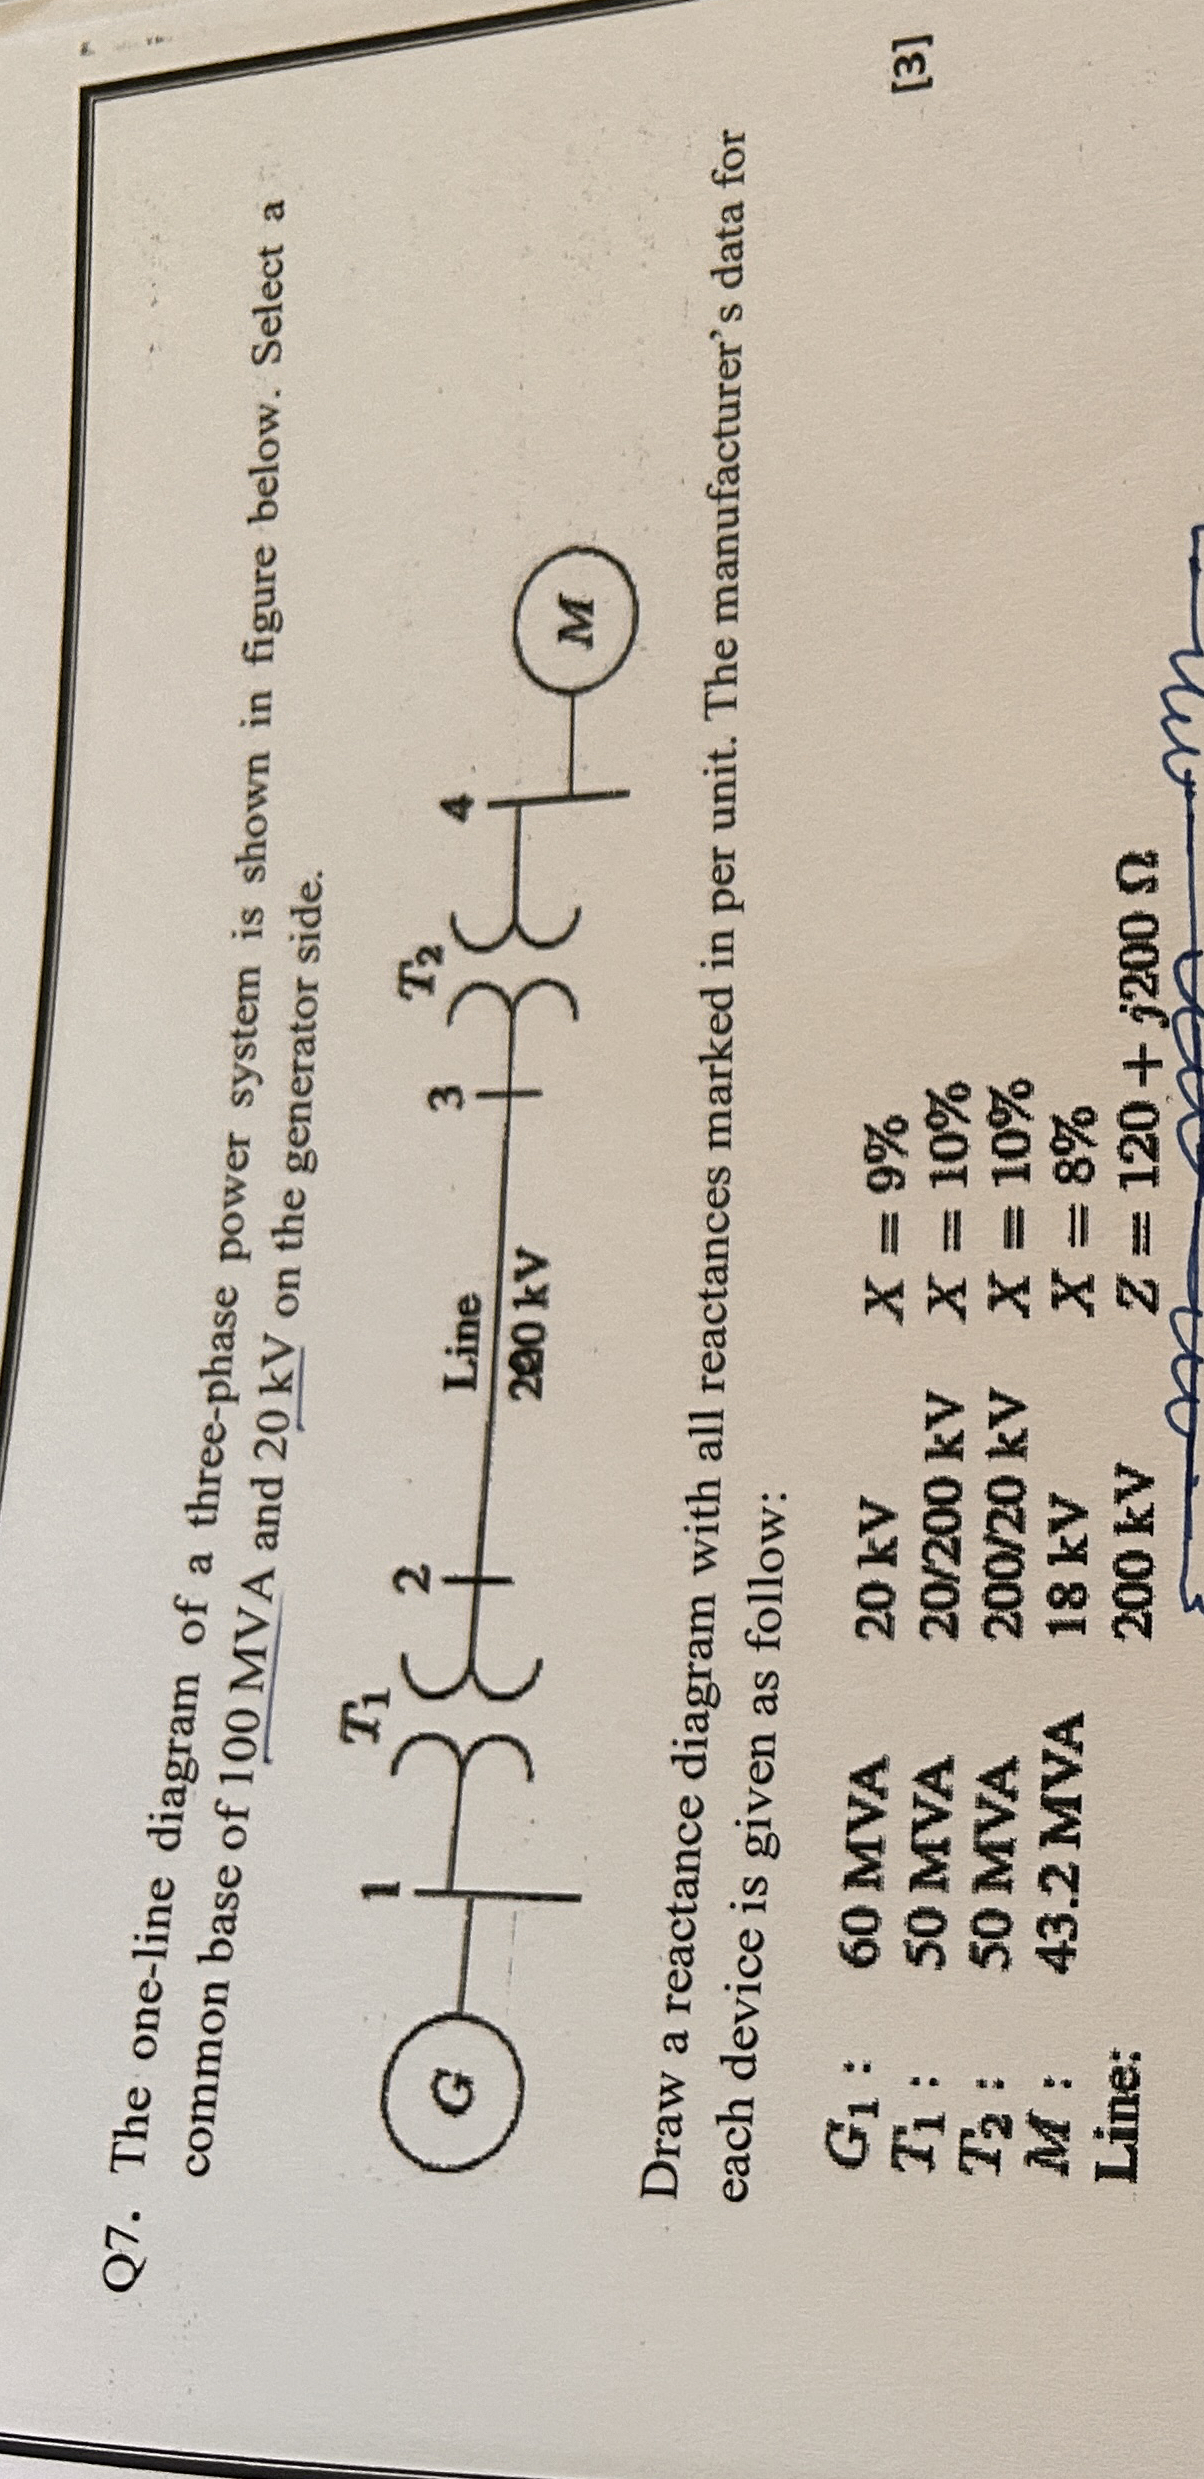 Q7. The one-line diagram of a three-phase power system is shown in figure below. Select a
common base of 100 MVA and 20 kV on the generator side.
T1
T2
1
2
3
4
Line
200 kV
G
M
Draw a reactance diagram with all reactances marked in per unit. The manufacturer's data for
each device is given as follow:
[3]
G1 : 60 MVA 20 kV X = 9%
T1 : 50 MVA 20/200 kV X = 10%
T2 : 50 MVA 200/20 kV X = 10%
M : 43.2 MVA 18 kV X = 8%
Line: 200 kV Z = 120 + j200 Ω